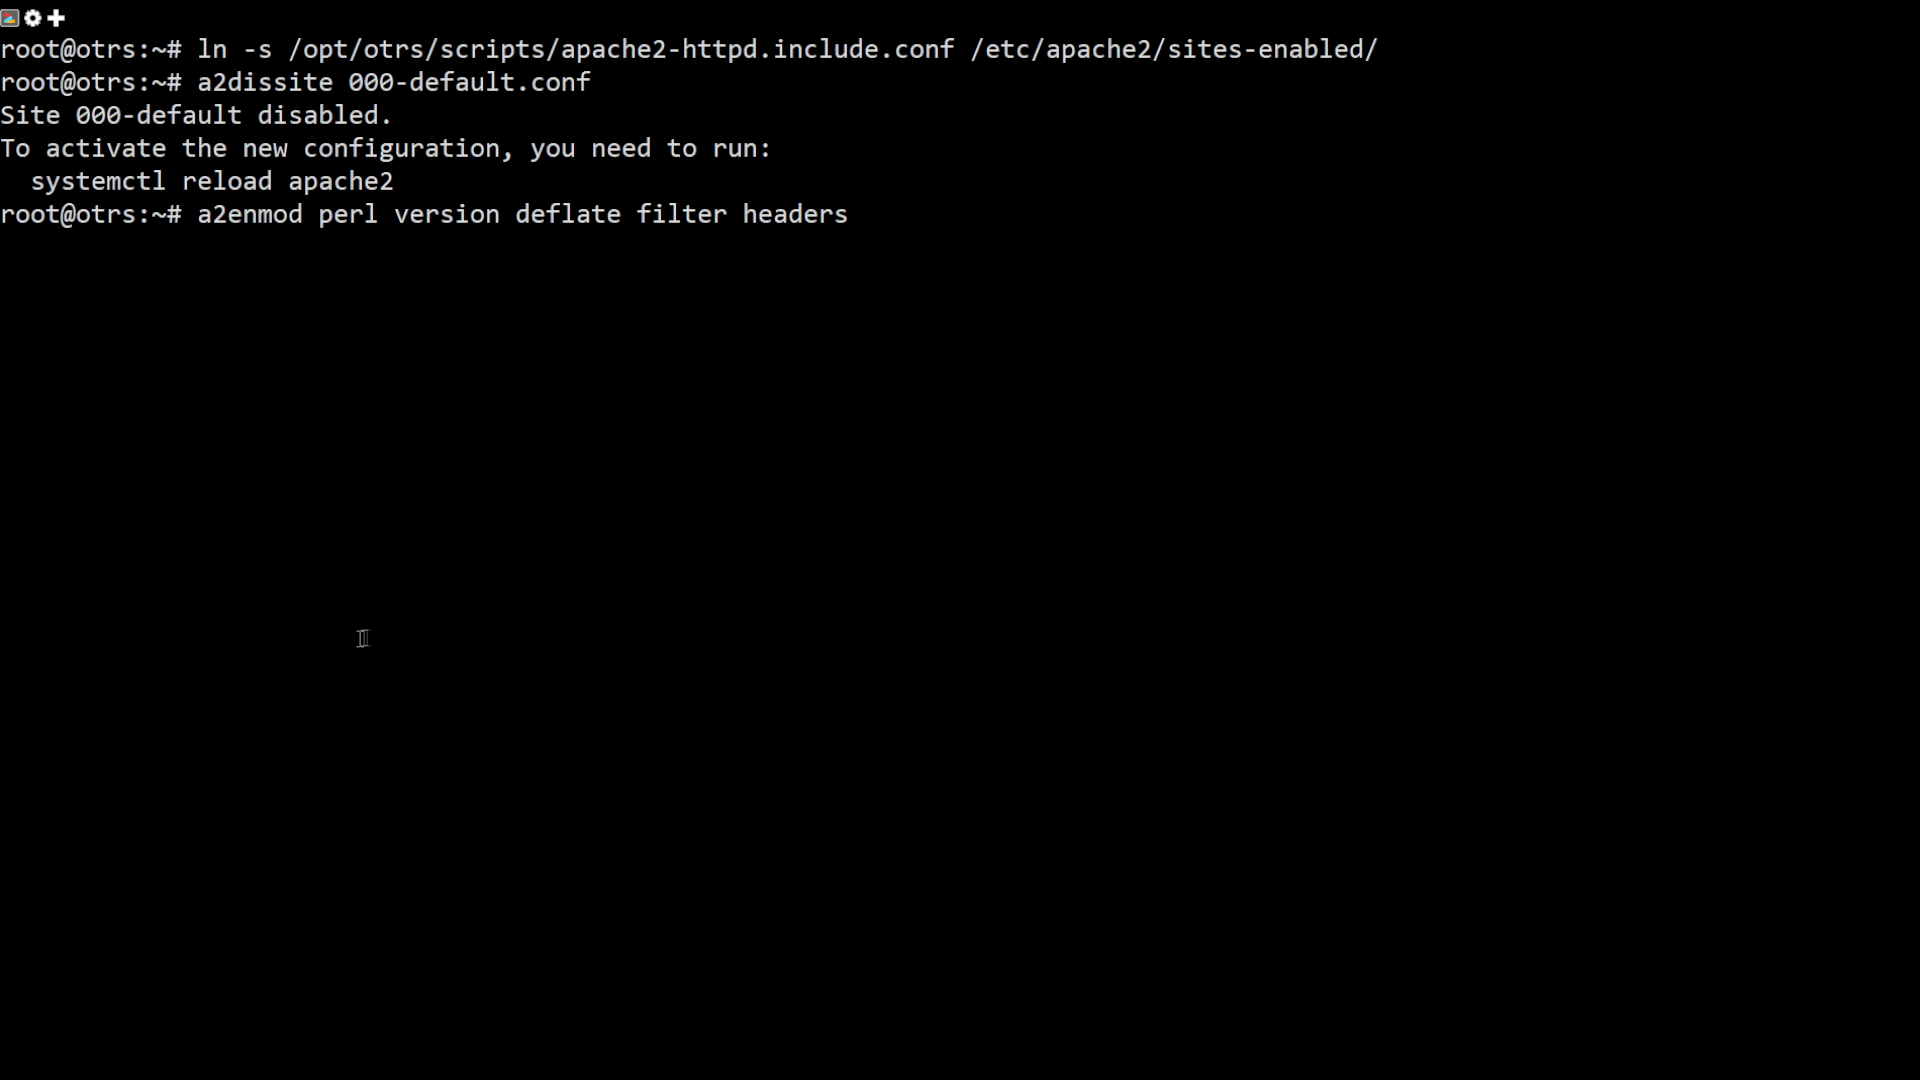 root@otrs:~# ln -s /opt/otrs/scripts/apache2-httpd.include.conf /etc/apache2/sites-enabled/
root@otrs:~# a2dissite 000-default.conf
Site 000-default disabled.
To activate the new configuration, you need to run:
  systemctl reload apache2
root@otrs:~# a2enmod perl version deflate filter headers